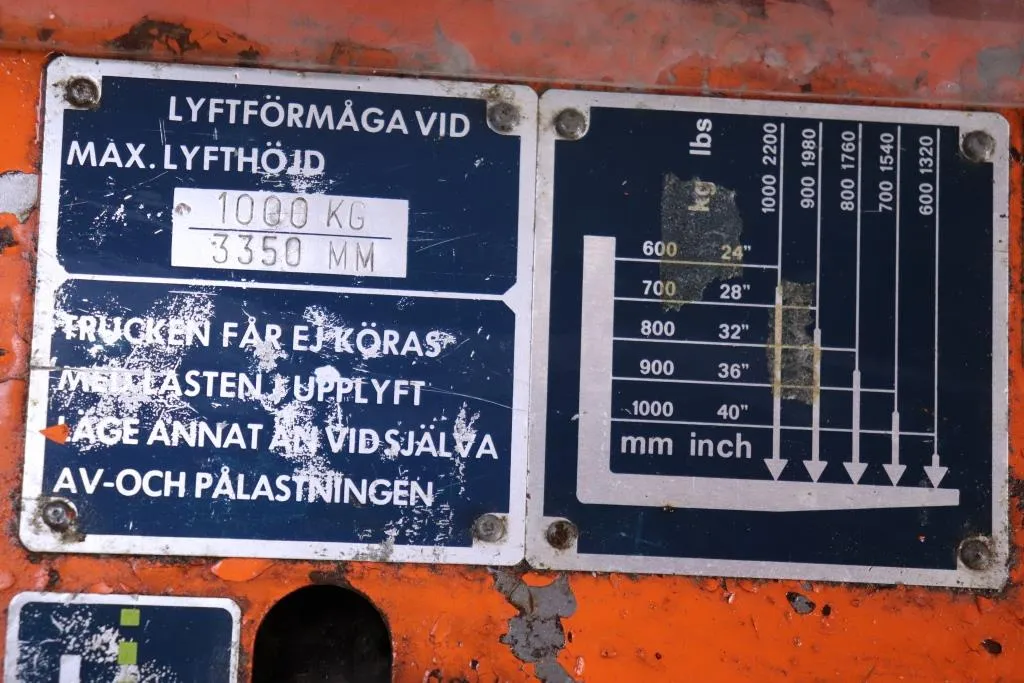 LYFTFÖRMÅGA VID
MAX. LYFTHÖJD
1000 KG
3350 MM
TRUCKEN FÅR EJ KÖRAS
MED LASTEN I UPPLYFT
LÄGE ANNAT ÄN VID SJÄLVA
AV-OCH PÅLASTNINGEN
lbs
kg
1000 2200
900 1980
800 1760
700 1540
600 1320
600 24"
700 28"
800 32"
900 36"
1000 40"
mm inch